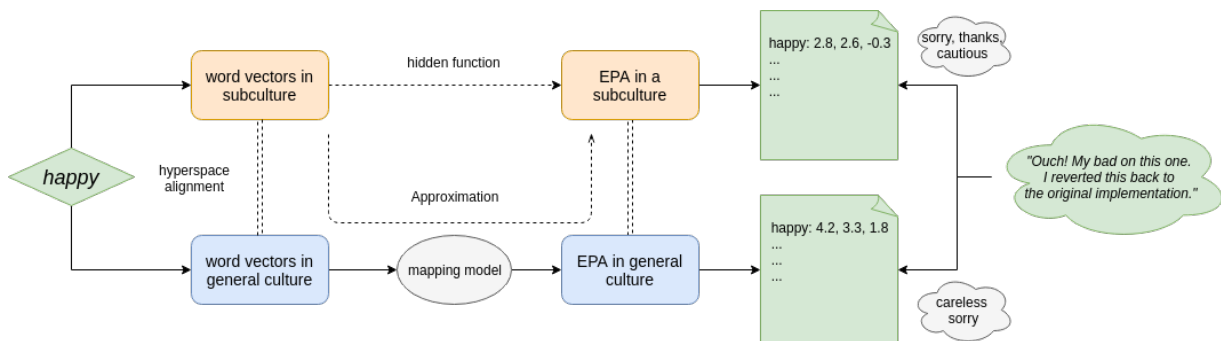 happy
word vectors in
subculture
hidden function
EPA in a
subculture
happy: 2.8, 2.6, -0.3
...
...
...
sorry, thanks,
cautious
hyperspace
alignment
Approximation
"Ouch! My bad on this one.
I reverted this back to
the original implementation."
word vectors in
general culture
mapping model
EPA in general
culture
happy: 4.2, 3.3, 1.8
...
...
...
careless
sorry